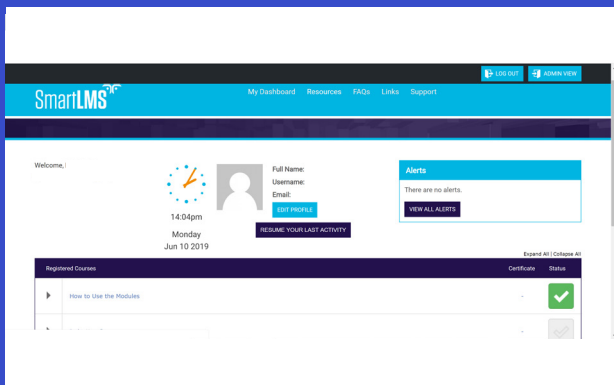 LOG OUT
ADMIN VIEW
SmartLMS
My Dashboard Resources FAQs Links Support
Welcome,
Full Name:
Username:
Email:
EDIT PROFILE
RESUME YOUR LAST ACTIVITY
14:04pm
Monday
Jun 10 2019
Alerts
There are no alerts.
VIEW ALL ALERTS
Expand All | Collapse All
Registered Courses Certificate Status
How to Use the Modules -